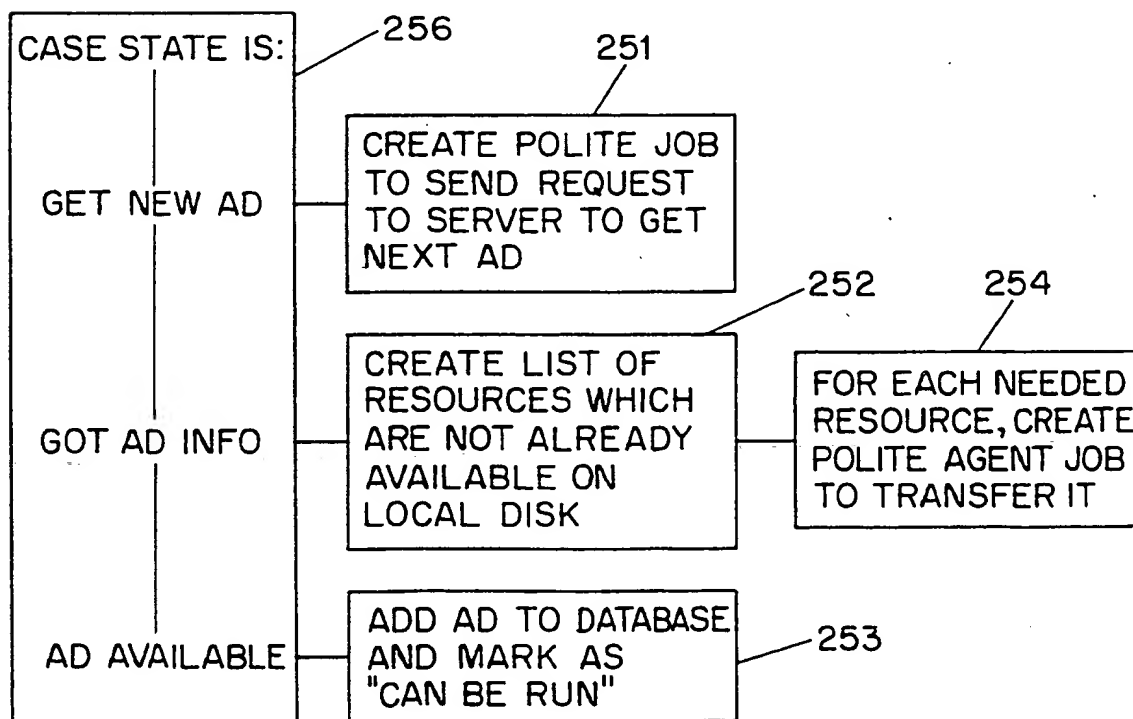 CASE STATE IS:
256
251
GET NEW AD
CREATE POLITE JOB
TO SEND REQUEST
TO SERVER TO GET
NEXT AD
252
254
GOT AD INFO
CREATE LIST OF
RESOURCES WHICH
ARE NOT ALREADY
AVAILABLE ON
LOCAL DISK
FOR EACH NEEDED
RESOURCE, CREATE
POLITE AGENT JOB
TO TRANSFER IT
AD AVAILABLE
ADD AD TO DATABASE
AND MARK AS
"CAN BE RUN"
253